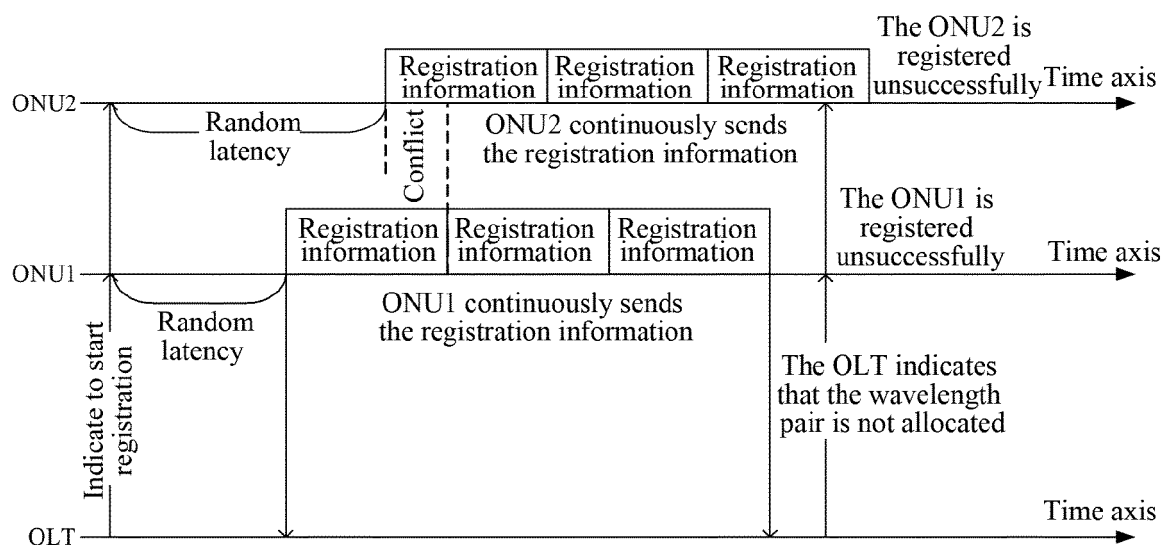 The ONU2 is
registered
unsuccessfully
Time axis
Registration
information
Registration
information
Registration
information
ONU2
Random
latency
Conflict
ONU2 continuously sends
the registration information
The ONU1 is
registered
unsuccessfully
Time axis
Registration
information
Registration
information
Registration
information
ONU1
Random
latency
ONU1 continuously sends
the registration information
Indicate to start
registration
The OLT indicates
that the wavelength
pair is not allocated
Time axis
OLT